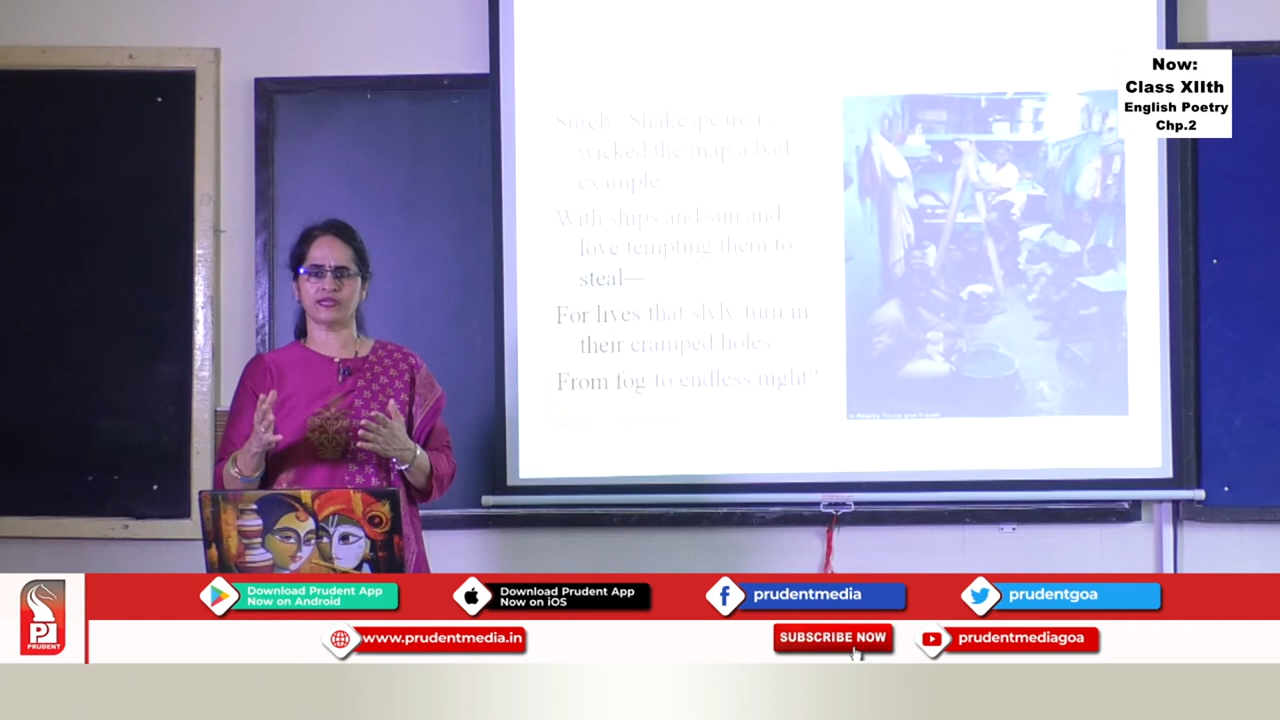 Now:
Class XIIth
English Poetry
Chp.2
Surely, Shakespeare is
wicked the map a bad
example
With ships and sun and
love tempting them to
steal—
For lives that slyly turn in
their cramped holes
From fog to endless night?
Download Prudent App
Now on Android
Download Prudent App
Now on iOS
prudentmedia
prudentgoa
PRUDENT
www.prudentmedia.in
SUBSCRIBE NOW
prudentmediagoa